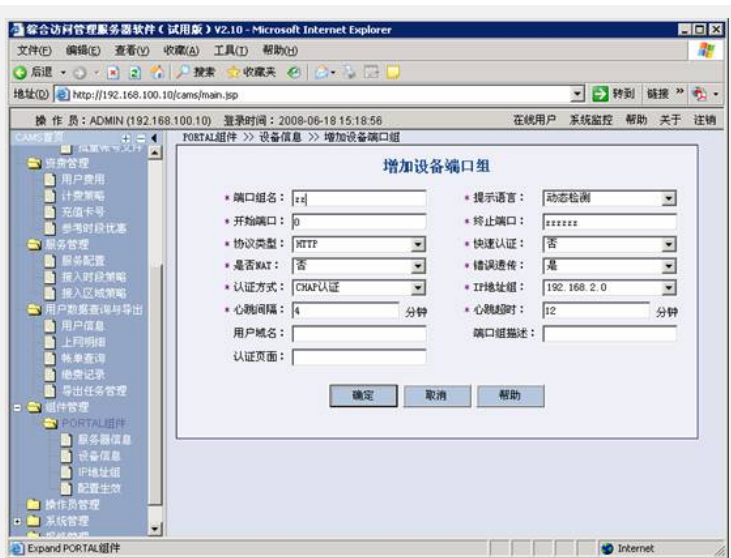 综合访问管理服务器软件(试用版) V2.10 - Microsoft Internet Explorer
文件(F) 编辑(E) 查看(V) 收藏(A) 工具(T) 帮助(H)
后退 搜索 收藏夹
地址(D) http://192.168.100.10/cams/main.jsp 转到 链接 »
操 作 员:ADMIN (192.168.100.10) 登录时间:2008-06-18 15:18:56 在线用户 系统监控 帮助 关于 注销
CAMS首页 PORTAL组件 >> 设备信息 >> 增加设备端口组
批量帐号文件
资费管理
用户费用
计费策略
充值卡号
参考时段优惠
服务管理
服务配置
接入时段策略
接入区域策略
用户数据查询与导出
用户信息
上网明细
帐单查询
缴费记录
导出任务管理
组件管理
PORTAL组件
服务器信息
设备信息
IP地址组
配置生效
操作员管理
系统管理
增加设备端口组
* 端口组名: zz * 提示语言: 动态检测
* 开始端口: 0 * 终止端口: zzzzzz
* 协议类型: HTTP * 快速认证: 否
* 是否NAT: 否 * 错误透传: 是
* 认证方式: CHAP认证 * IP地址组: 192.168.2.0
* 心跳间隔: 4 分钟 * 心跳超时: 12 分钟
用户域名: 端口组描述:
认证页面:
确定 取消 帮助
Expand PORTAL组件 Internet